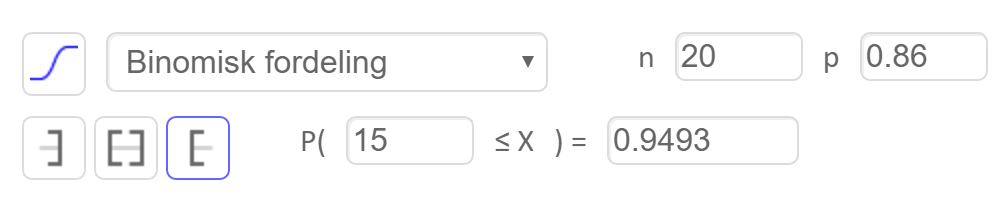 Binomisk fordeling ▼ n 20 p 0.86
P( 15 ≤ X ) = 0.9493